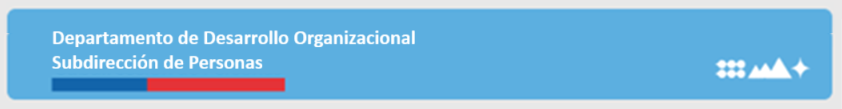 Departamento de Desarrollo Organizacional
Subdirección de Personas